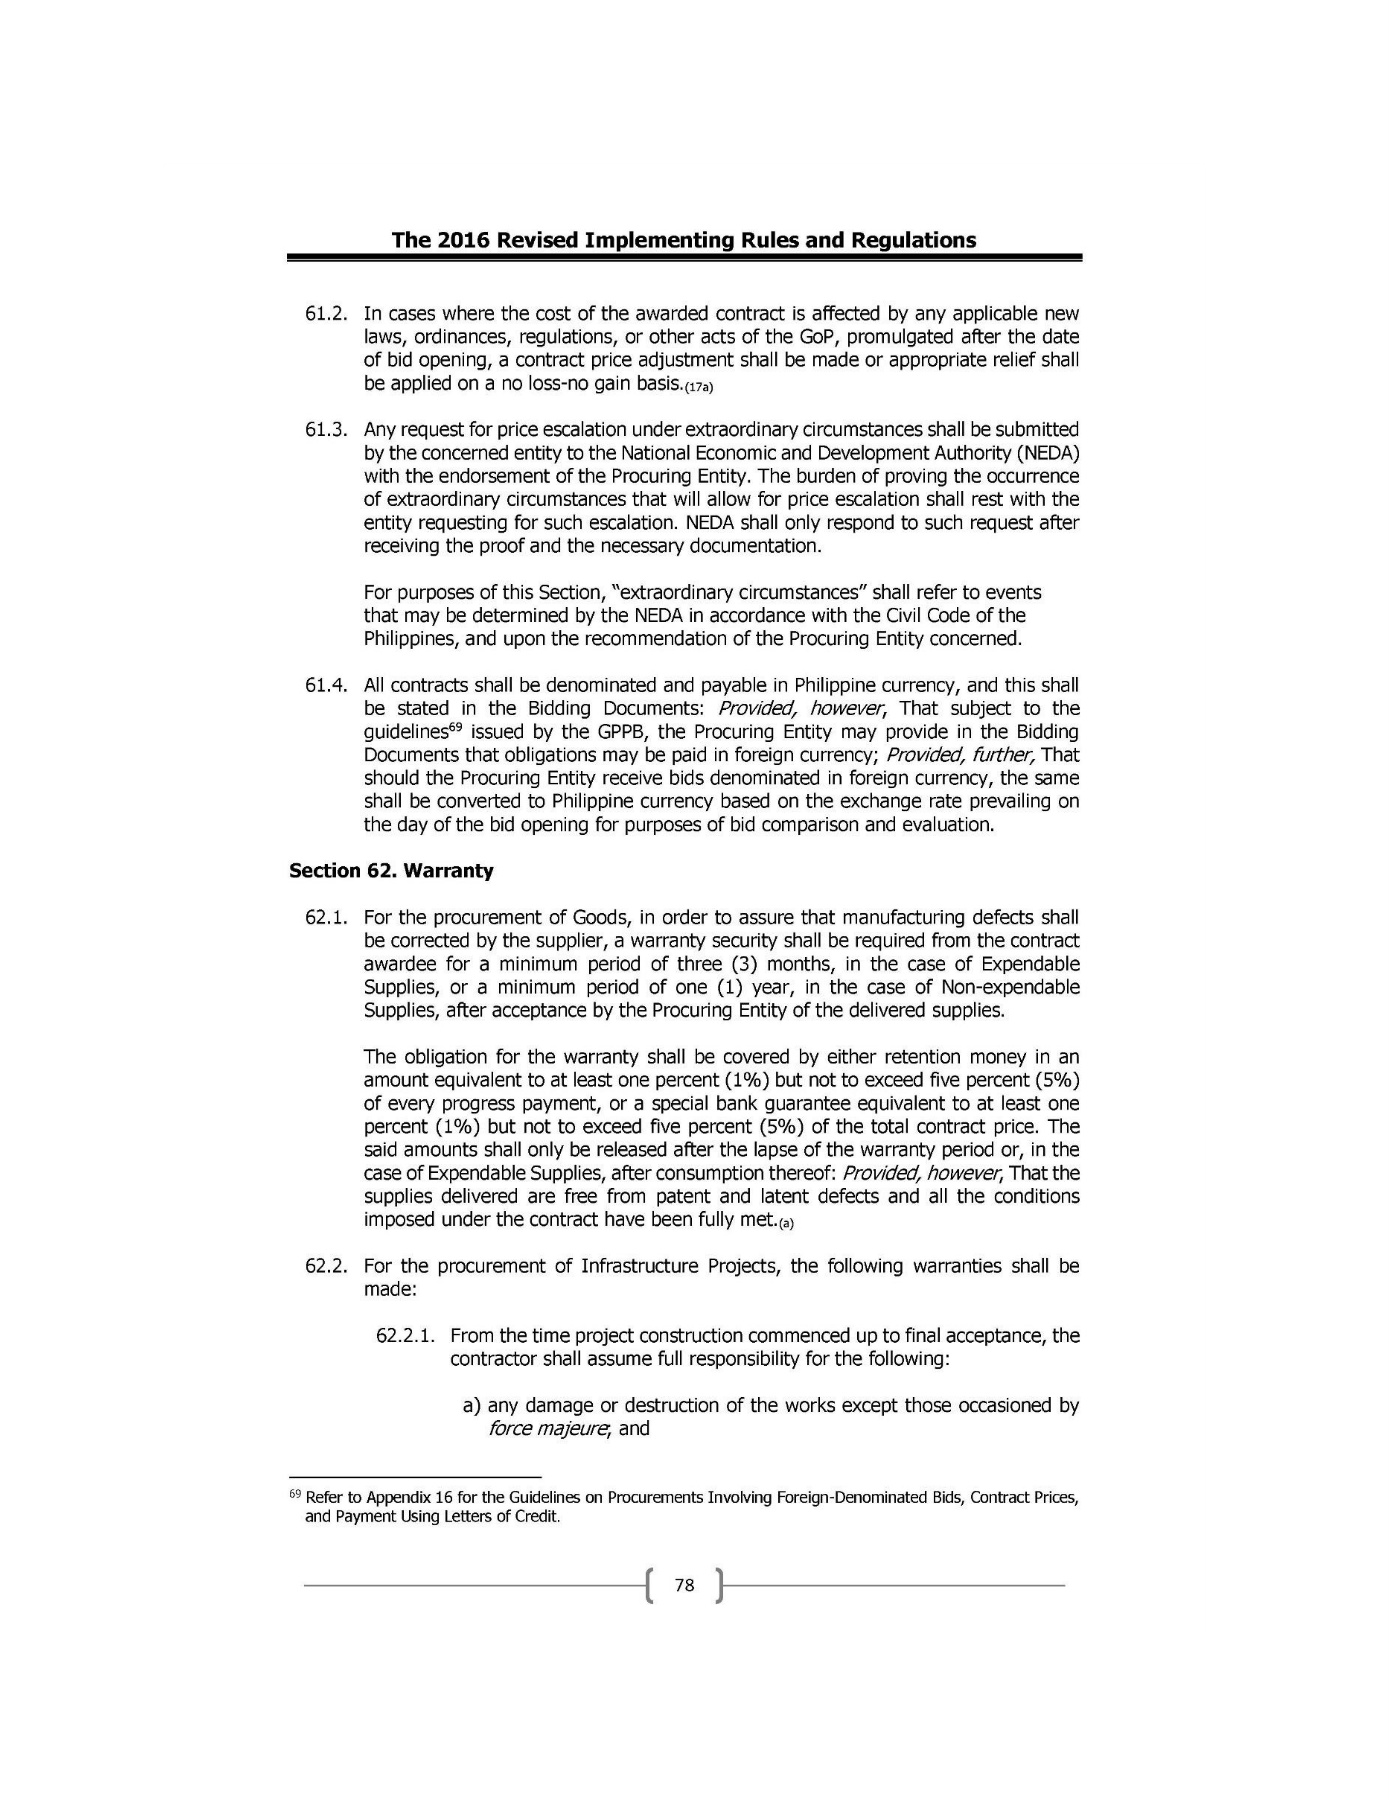 The 2016 Revised Implementing Rules and Regulations
61.2. In cases where the cost of the awarded contract is affected by any applicable new
laws, ordinances, regulations, or other acts of the GoP, promulgated after the date
of bid opening, a contract price adjustment shall be made or appropriate relief shall
be applied on a no loss-no gain basis.(17a)
61.3. Any request for price escalation under extraordinary circumstances shall be submitted
by the concerned entity to the National Economic and Development Authority (NEDA)
with the endorsement of the Procuring Entity. The burden of proving the occurrence
of extraordinary circumstances that will allow for price escalation shall rest with the
entity requesting for such escalation. NEDA shall only respond to such request after
receiving the proof and the necessary documentation.
For purposes of this Section, “extraordinary circumstances” shall refer to events
that may be determined by the NEDA in accordance with the Civil Code of the
Philippines, and upon the recommendation of the Procuring Entity concerned.
61.4. All contracts shall be denominated and payable in Philippine currency, and this shall
be stated in the Bidding Documents: Provided, however, That subject to the
guidelines69 issued by the GPPB, the Procuring Entity may provide in the Bidding
Documents that obligations may be paid in foreign currency; Provided, further, That
should the Procuring Entity receive bids denominated in foreign currency, the same
shall be converted to Philippine currency based on the exchange rate prevailing on
the day of the bid opening for purposes of bid comparison and evaluation.
Section 62. Warranty
62.1. For the procurement of Goods, in order to assure that manufacturing defects shall
be corrected by the supplier, a warranty security shall be required from the contract
awardee for a minimum period of three (3) months, in the case of Expendable
Supplies, or a minimum period of one (1) year, in the case of Non-expendable
Supplies, after acceptance by the Procuring Entity of the delivered supplies.
The obligation for the warranty shall be covered by either retention money in an
amount equivalent to at least one percent (1%) but not to exceed five percent (5%)
of every progress payment, or a special bank guarantee equivalent to at least one
percent (1%) but not to exceed five percent (5%) of the total contract price. The
said amounts shall only be released after the lapse of the warranty period or, in the
case of Expendable Supplies, after consumption thereof: Provided, however, That the
supplies delivered are free from patent and latent defects and all the conditions
imposed under the contract have been fully met.(a)
62.2. For the procurement of Infrastructure Projects, the following warranties shall be
made:
62.2.1. From the time project construction commenced up to final acceptance, the
contractor shall assume full responsibility for the following:
a) any damage or destruction of the works except those occasioned by
force majeure; and
69 Refer to Appendix 16 for the Guidelines on Procurements Involving Foreign-Denominated Bids, Contract Prices,
and Payment Using Letters of Credit.
78